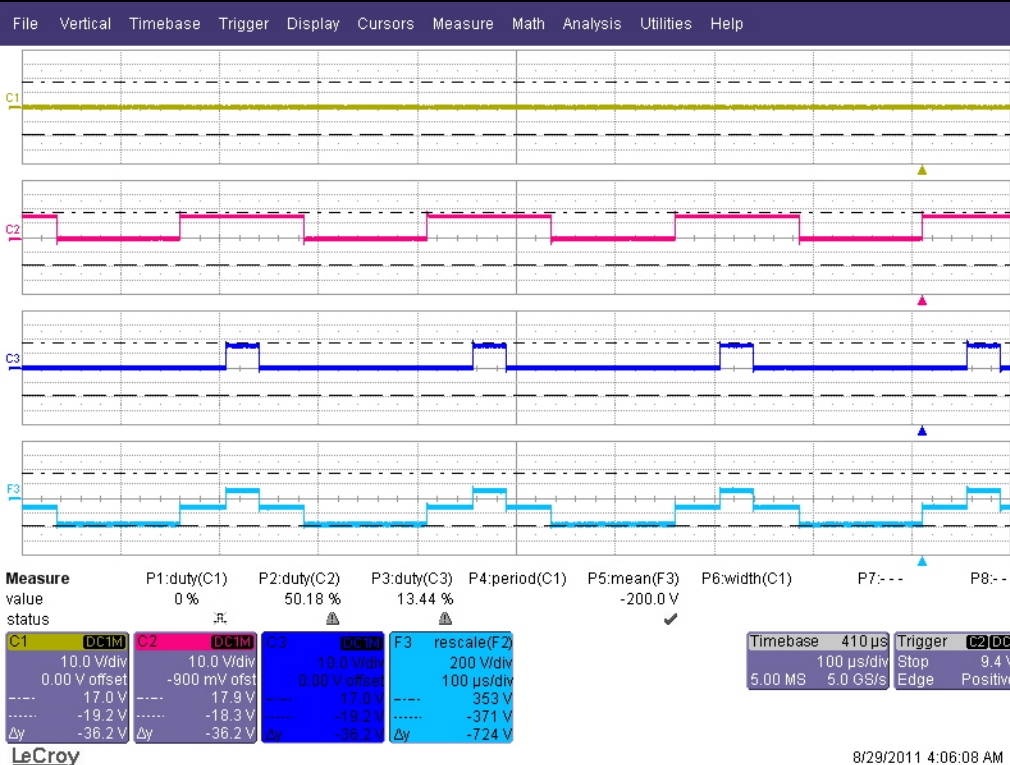 File Vertical Timebase Trigger Display Cursors Measure Math Analysis Utilities Help
C1
C2
C3
F3
Measure P1:duty(C1) P2:duty(C2) P3:duty(C3) P4:period(C1) P5:mean(F3) P6:width(C1) P7:- - - P8:- -
value 0 % 50.18 % 13.44 % -200.0 V
status
C1 DC1M
10.0 V/div
0.00 V offset
17.0 V
-19.2 V
Δy -36.2 V
C2 DC1M
10.0 V/div
-900 mV ofst
17.9 V
-18.3 V
Δy -36.2 V
C3 DC1M
10.0 V/div
0.00 V offset
17.0 V
-19.2 V
Δy -36.2 V
F3 rescale(F2)
200 V/div
100 µs/div
353 V
-371 V
Δy -724 V
Timebase 410 µs
100 µs/div
5.00 MS 5.0 GS/s
Trigger C2 DC
Stop 9.4 V
Edge Positive
LeCroy
8/29/2011 4:06:08 AM